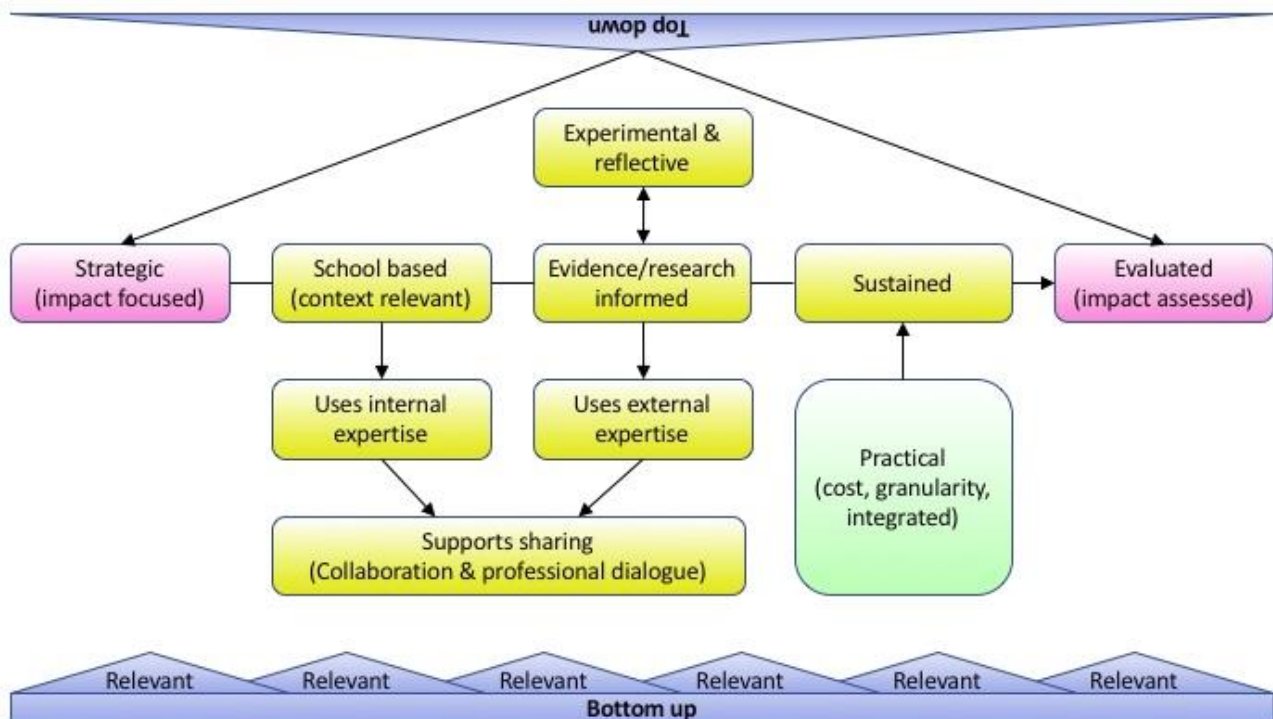 Top down
Experimental &
reflective
Strategic
(impact focused)
School based
(context relevant)
Evidence/research
informed
Sustained
Evaluated
(impact assessed)
Uses internal
expertise
Uses external
expertise
Practical
(cost, granularity,
integrated)
Supports sharing
(Collaboration & professional dialogue)
Relevant
Relevant
Relevant
Relevant
Relevant
Relevant
Bottom up